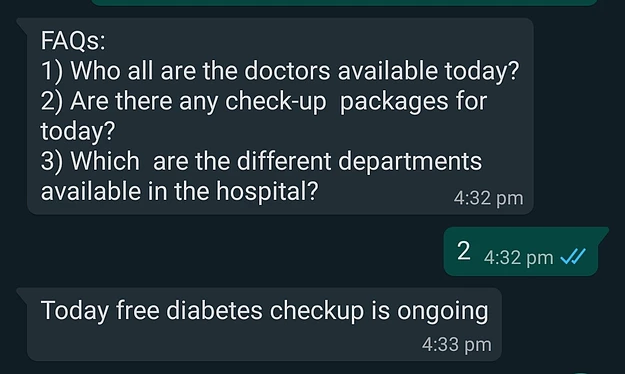 FAQs:
1) Who all are the doctors available today?
2) Are there any check-up  packages for
today?
3) Which  are the different departments
available in the hospital?
4:32 pm
2 4:32 pm
Today free diabetes checkup is ongoing
4:33 pm